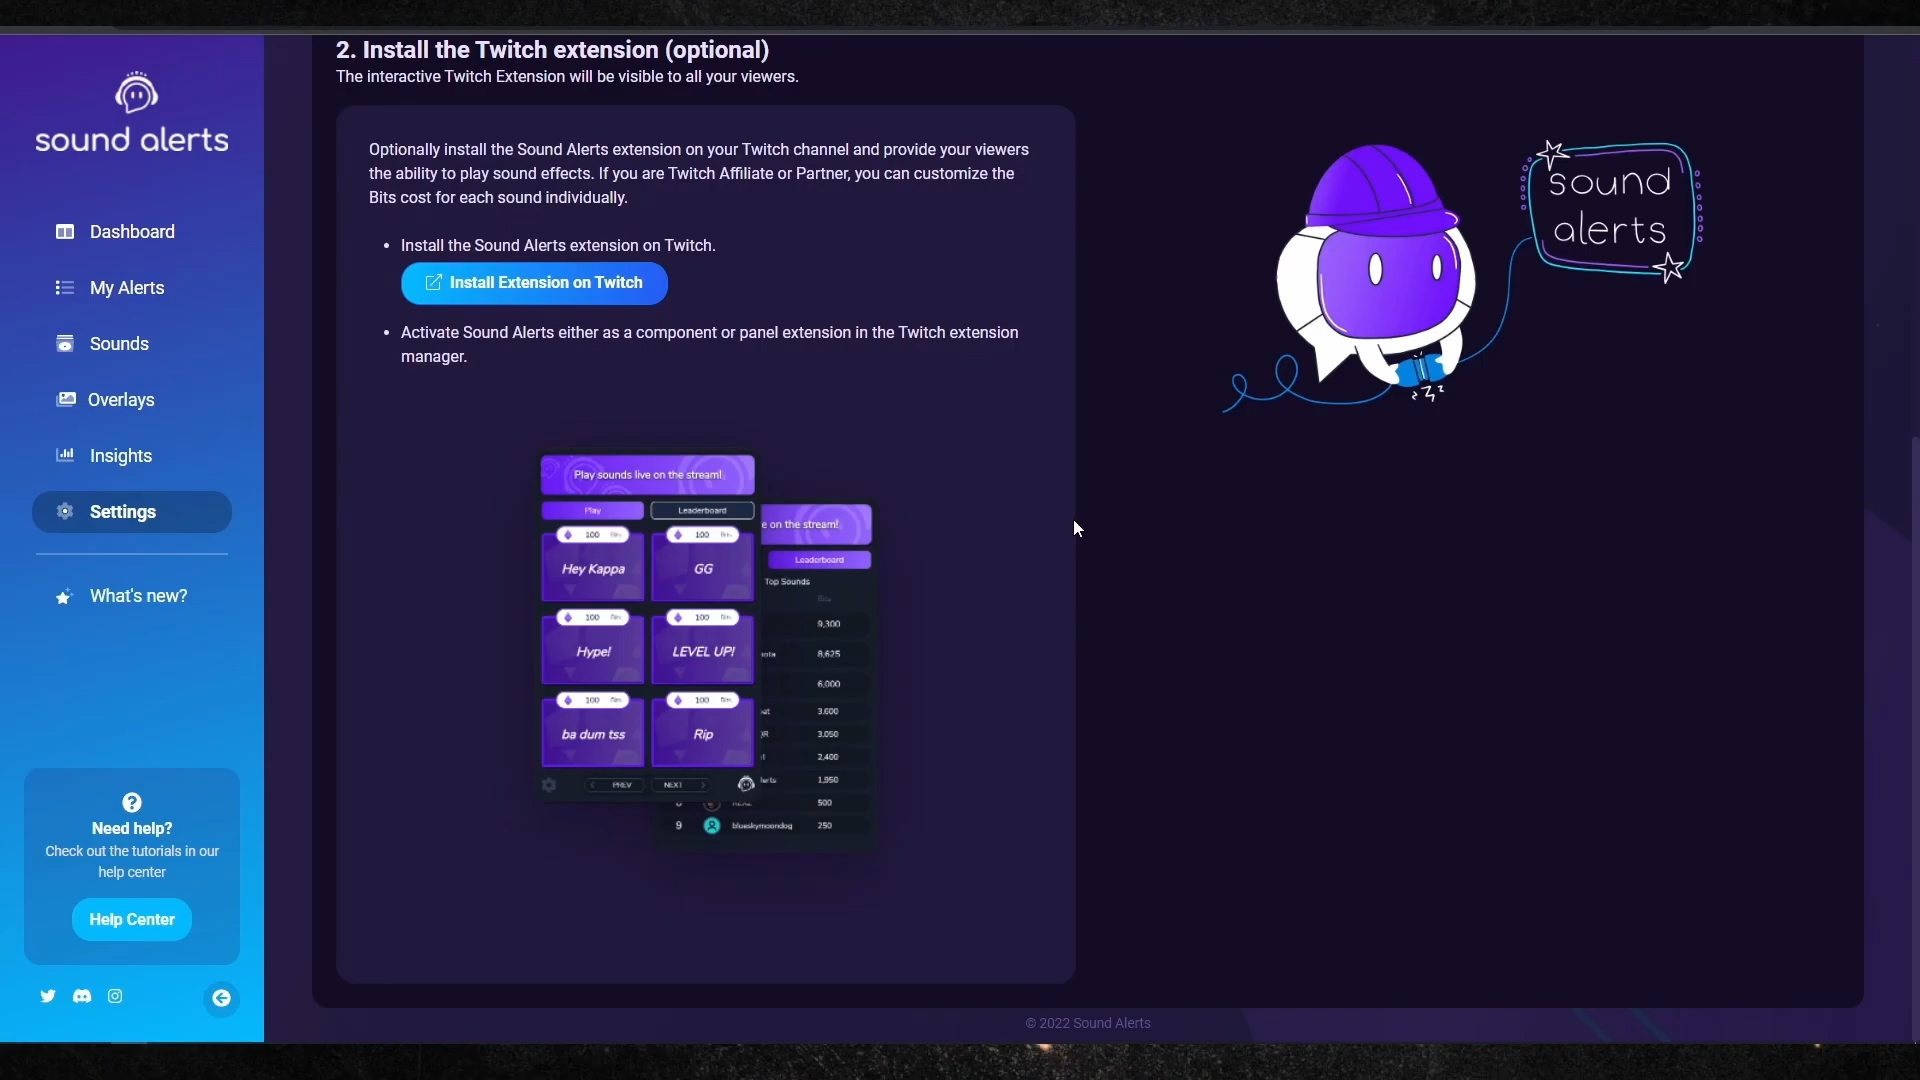 sound alerts
Dashboard
My Alerts
Sounds
Overlays
Insights
Settings
What's new?
Need help?
Check out the tutorials in our
help center
Help Center
2. Install the Twitch extension (optional)
The interactive Twitch Extension will be visible to all your viewers.
Optionally install the Sound Alerts extension on your Twitch channel and provide your viewers
the ability to play sound effects. If you are Twitch Affiliate or Partner, you can customize the
Bits cost for each sound individually.
• Install the Sound Alerts extension on Twitch.
Install Extension on Twitch
• Activate Sound Alerts either as a component or panel extension in the Twitch extension
manager.
Play sounds live on the stream!
Play Leaderboard
100 Bits 100 Bits
Hey Kappa GG
100 Bits 100 Bits
Hype! LEVEL UP!
100 Bits 100 Bits
ba dum tss Rip
PREV NEXT
e on the stream!
Leaderboard
Top Sounds
Bits
9,300
8,625
6,000
3,600
3,050
2,400
1,950
500
9 blueskymoondog 250
sound
alerts
zzz
© 2022 Sound Alerts